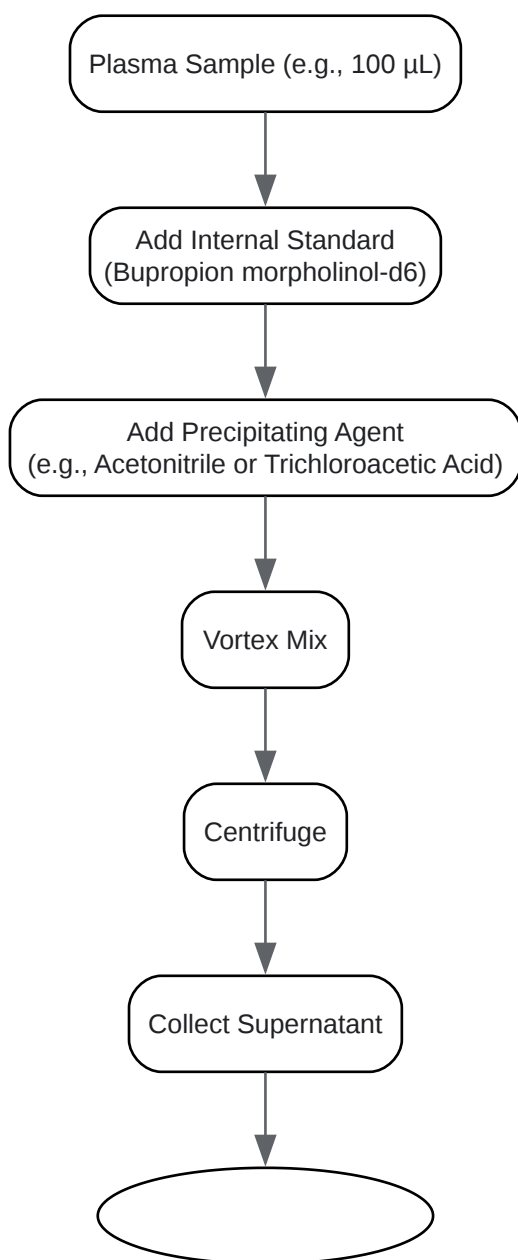 Plasma Sample (e.g., 100 µL)
Add Internal Standard
(Bupropion morpholinol-d6)
Add Precipitating Agent
(e.g., Acetonitrile or Trichloroacetic Acid)
Vortex Mix
Centrifuge
Collect Supernatant